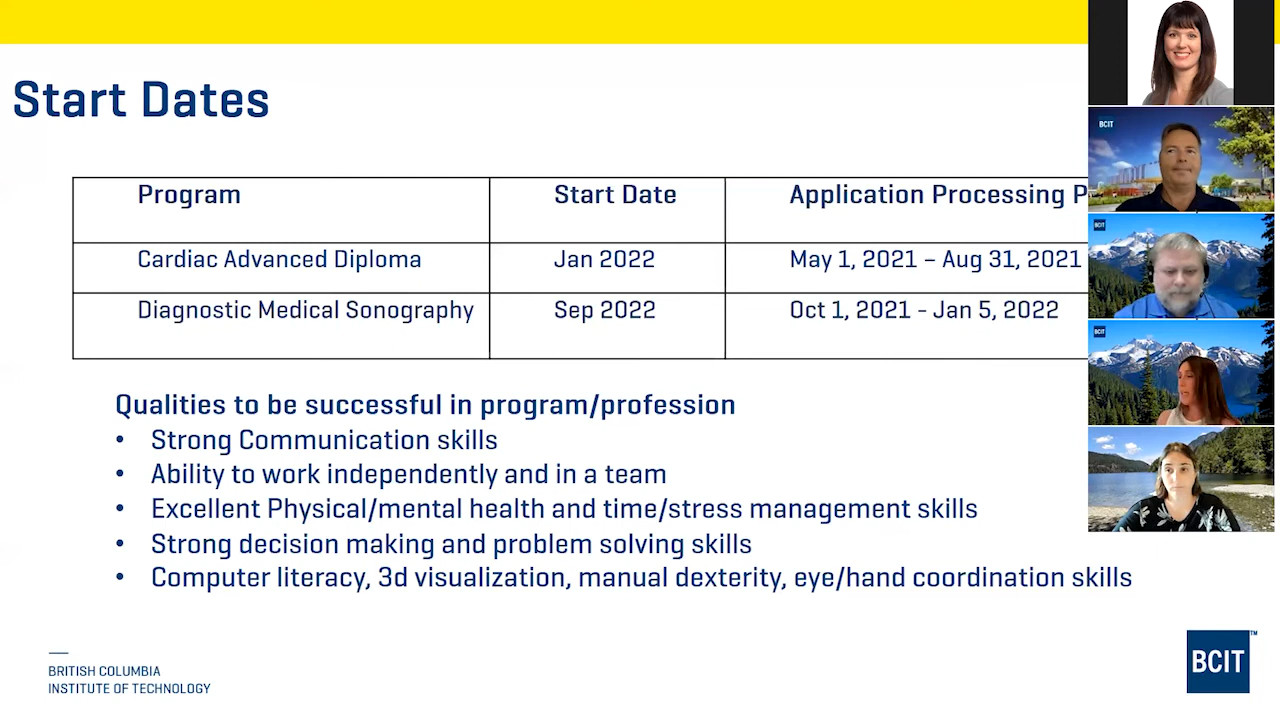 Start Dates
Program Start Date Application Processing P
Cardiac Advanced Diploma Jan 2022 May 1, 2021 – Aug 31, 2021
Diagnostic Medical Sonography Sep 2022 Oct 1, 2021 - Jan 5, 2022
Qualities to be successful in program/profession
• Strong Communication skills
• Ability to work independently and in a team
• Excellent Physical/mental health and time/stress management skills
• Strong decision making and problem solving skills
• Computer literacy, 3d visualization, manual dexterity, eye/hand coordination skills
BRITISH COLUMBIA
INSTITUTE OF TECHNOLOGY
BCIT™
BCIT
BCIT
BCIT